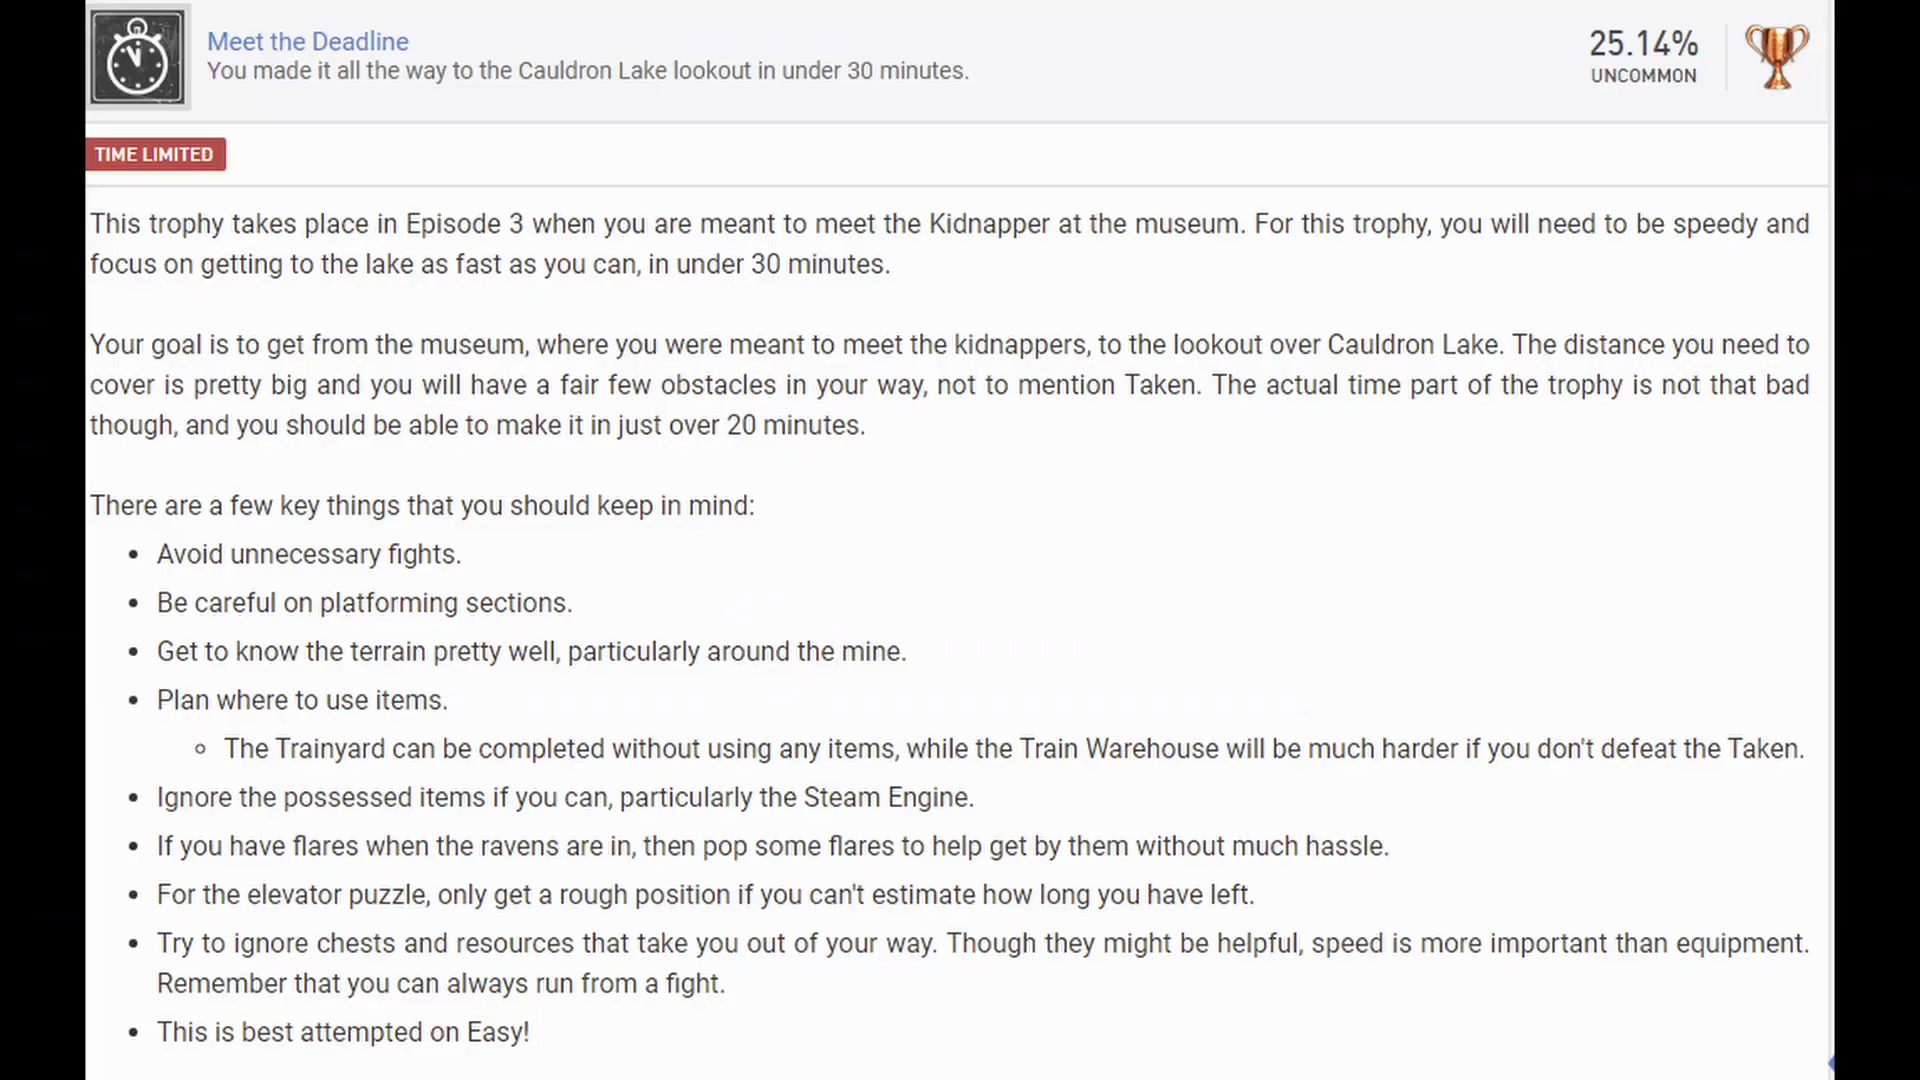 Meet the Deadline
You made it all the way to the Cauldron Lake lookout in under 30 minutes.
25.14%
UNCOMMON
TIME LIMITED
This trophy takes place in Episode 3 when you are meant to meet the Kidnapper at the museum. For this trophy, you will need to be speedy and
focus on getting to the lake as fast as you can, in under 30 minutes.
Your goal is to get from the museum, where you were meant to meet the kidnappers, to the lookout over Cauldron Lake. The distance you need to
cover is pretty big and you will have a fair few obstacles in your way, not to mention Taken. The actual time part of the trophy is not that bad
though, and you should be able to make it in just over 20 minutes.
There are a few key things that you should keep in mind:
• Avoid unnecessary fights.
• Be careful on platforming sections.
• Get to know the terrain pretty well, particularly around the mine.
• Plan where to use items.
◦ The Trainyard can be completed without using any items, while the Train Warehouse will be much harder if you don't defeat the Taken.
• Ignore the possessed items if you can, particularly the Steam Engine.
• If you have flares when the ravens are in, then pop some flares to help get by them without much hassle.
• For the elevator puzzle, only get a rough position if you can't estimate how long you have left.
• Try to ignore chests and resources that take you out of your way. Though they might be helpful, speed is more important than equipment.
Remember that you can always run from a fight.
• This is best attempted on Easy!